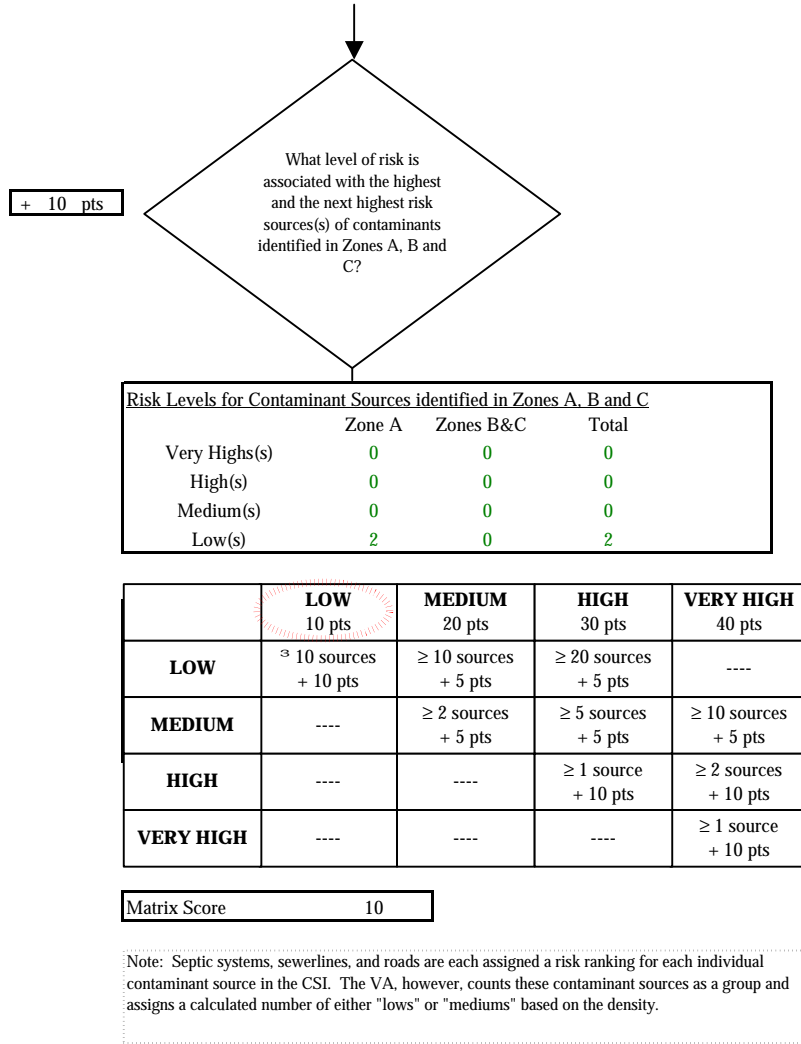 What level of risk is
associated with the highest
and the next highest risk
sources(s) of contaminants
identified in Zones A, B and
C?
+ 10 pts
Risk Levels for Contaminant Sources identified in Zones A, B and C
Zone A Zones B&C Total
Very Highs(s) 0 0 0
High(s) 0 0 0
Medium(s) 0 0 0
Low(s) 2 0 2
LOW MEDIUM HIGH VERY HIGH
10 pts 20 pts 30 pts 40 pts
LOW ³ 10 sources ≥ 10 sources ≥ 20 sources ----
+ 10 pts + 5 pts + 5 pts
MEDIUM ---- ≥ 2 sources ≥ 5 sources ≥ 10 sources
+ 5 pts + 5 pts + 5 pts
HIGH ---- ---- ≥ 1 source ≥ 2 sources
+ 10 pts + 10 pts
VERY HIGH ---- ---- ---- ≥ 1 source
+ 10 pts
Matrix Score 10
Note: Septic systems, sewerlines, and roads are each assigned a risk ranking for each individual
contaminant source in the CSI. The VA, however, counts these contaminant sources as a group and
assigns a calculated number of either "lows" or "mediums" based on the density.